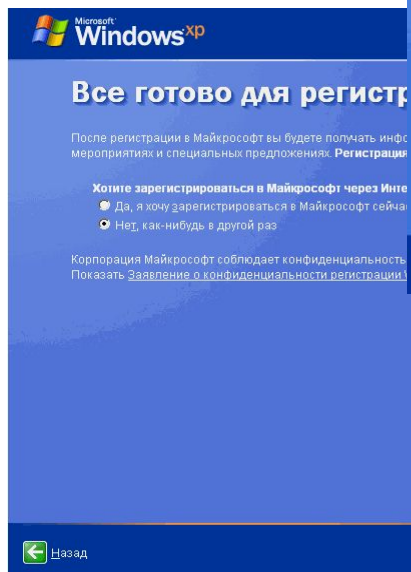 Microsoft
Windows xp
Все готово для регистр
После регистрации в Майкрософт вы будете получать инфо
мероприятиях и специальных предложениях. Регистрация
Хотите зарегистрироваться в Майкрософт через Инте
Да, я хочу зарегистрироваться в Майкрософт сейча
Нет, как-нибудь в другой раз
Корпорация Майкрософт соблюдает конфиденциальность
Показать Заявление о конфиденциальности регистрации
Назад